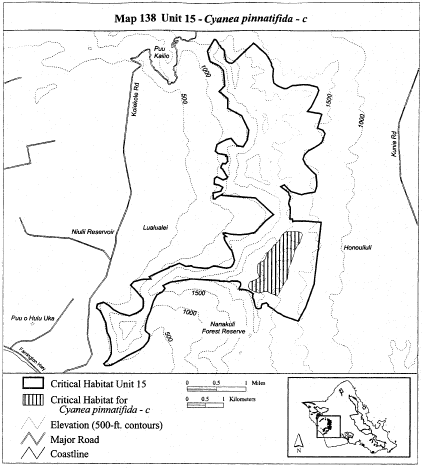 Map 138 Unit 15 - Cyanea pinnatifida - c
Puu
Kailio
1000
Kolekole Rd
500
1500
1000
Kunia Rd
Niulii Reservoir
Lualualei
Honouliuli
Puu o Hulu Uka
1500
1000
500
Nanakuli
Forest Reserve
Farrington Hwy
Critical Habitat Unit 15
Critical Habitat for
Cyanea pinnatifida - c
Elevation (500-ft. contours)
Major Road
Coastline
0 0.5 1 Miles
0 0.5 1 Kilometers
N